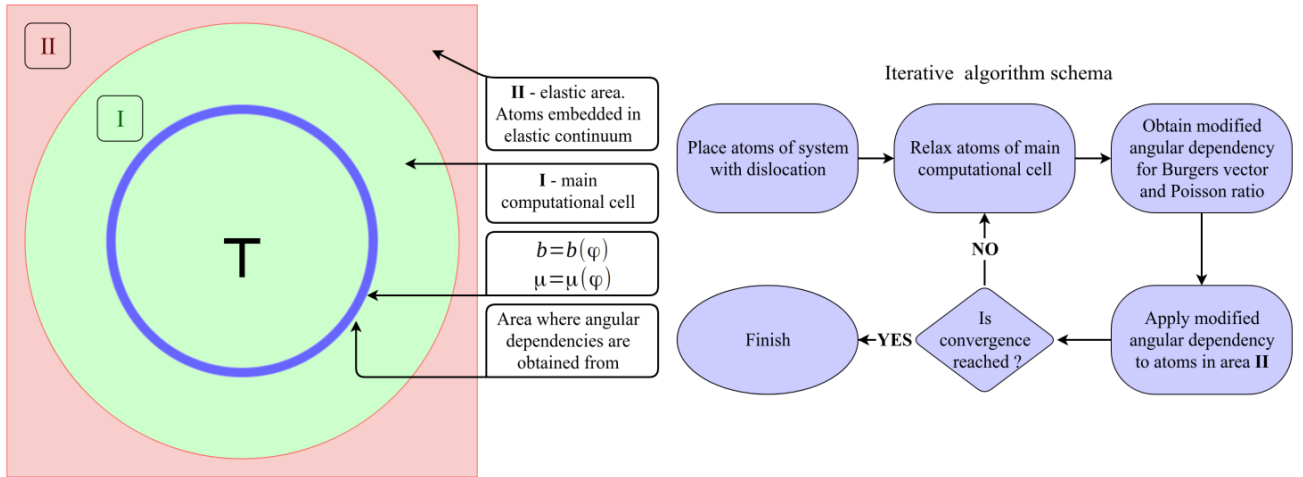 II
I
II - elastic area.
Atoms embedded in
elastic continuum
I - main
computational cell
b=b(φ)
μ=μ(φ)
Area where angular
dependencies are
obtained from
Iterative algorithm schema
Place atoms of system
with dislocation
Relax atoms of main
computational cell
Obtain modified
angular dependency
for Burgers vector
and Poisson ratio
NO
Apply modified
angular dependency
to atoms in area II
Is
convergence
reached ?
YES
Finish